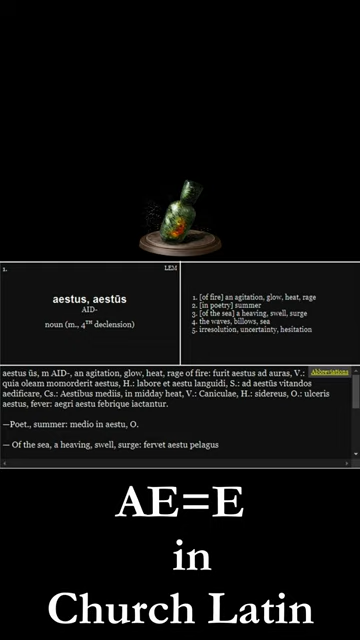 1.
LEM
aestus, aestūs
AID-
noun (m., 4ᵀᴴ declension)
1. [of fire] an agitation, glow, heat, rage
2. [in poetry] summer
3. [of the sea] a heaving, swell, surge
4. the waves, billows, sea
5. irresolution, uncertainty, hesitation
Abbreviations
aestus ūs, m AID-, an agitation, glow, heat, rage of fire: furit aestus ad auras, V.:
quia oleam momorderit aestus, H.: labore et aestu languidi, S.: ad aestūs vitandos
aedificare, Cs.: Aestibus mediis, in midday heat, V.: Caniculae, H.: sidereus, O.: ulceris
aestus, fever: aegri aestu febrique iactantur.
—Poet., summer: medio in aestu, O.
— Of the sea, a heaving, swell, surge: fervet aestu pelagus
AE=E
in
Church Latin